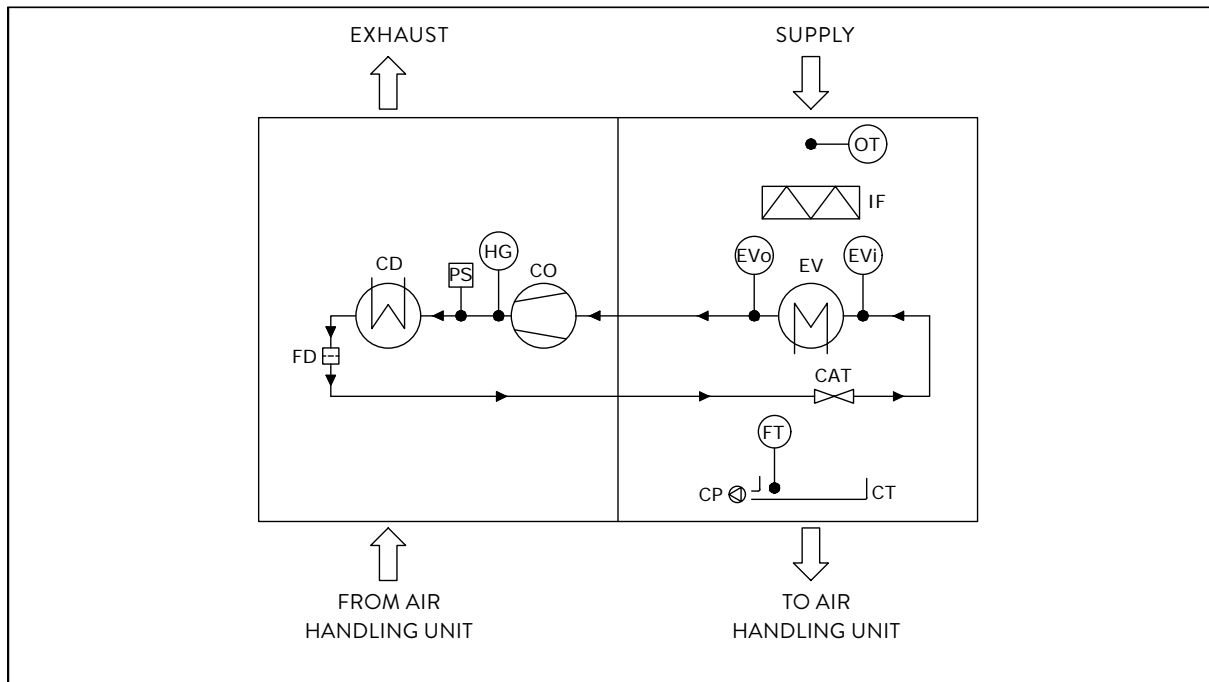 EXHAUST
SUPPLY
OT
IF
HG
EVo
EV
EVi
CD
PS
CO
FD
CAT
FT
CP
CT
FROM AIR
HANDLING UNIT
TO AIR
HANDLING UNIT